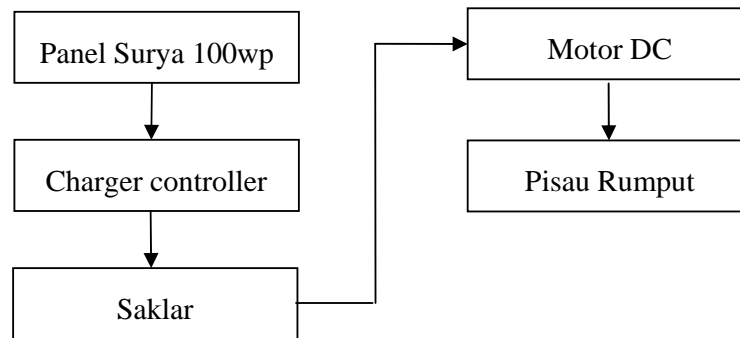 Panel Surya 100wp
Charger controller
Saklar
Motor DC
Pisau Rumput